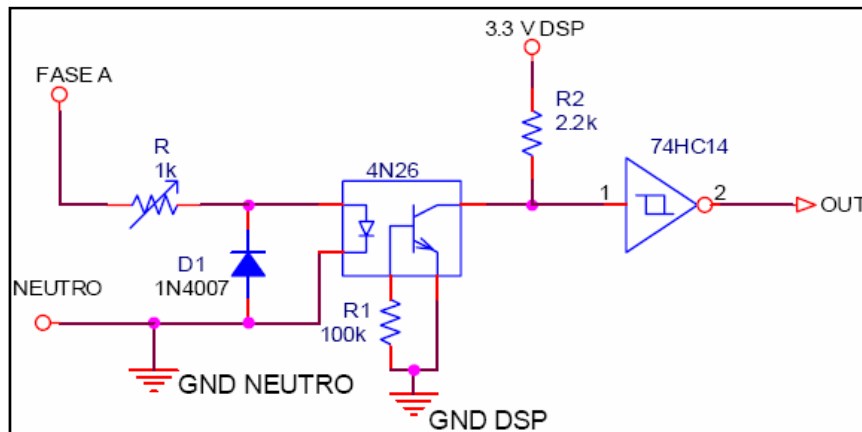 3.3 V DSP
FASE A
R2
2.2k
R
1k
4N26
74HC14
1
2
OUT
D1
1N4007
NEUTRO
R1
100k
GND NEUTRO
GND DSP